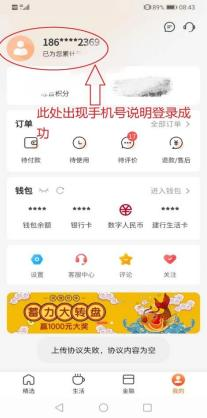 89% 08:43
186****2369
已为您累计
积分
此处出现手机号说明登录成
功
订单 全部订单 >
17
待付款 待使用 待评价 退款/售后
钱包 进入钱包 >
**** **** ****
钱包余额 银行卡 数字人民币 建行生活卡
设置 客服中心 评论 关注
蓄力大转盘
赢1000元大奖
上传协议失败，协议内容为空
精选 生活 金融 我的